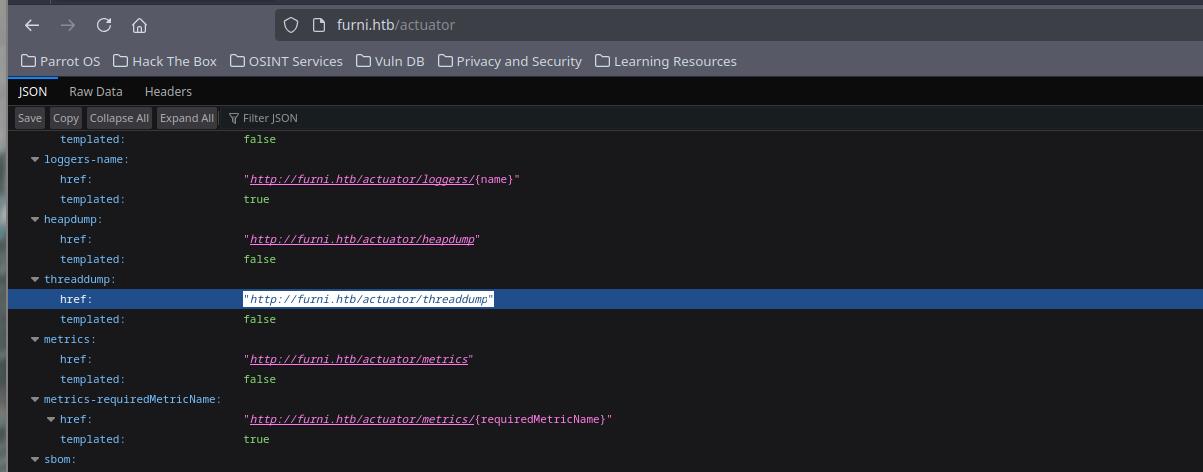 furni.htb/actuator
Parrot OS Hack The Box OSINT Services Vuln DB Privacy and Security Learning Resources
JSON Raw Data Headers
Save Copy Collapse All Expand All Filter JSON
templated: false
loggers-name:
href: "http://furni.htb/actuator/loggers/{name}"
templated: true
heapdump:
href: "http://furni.htb/actuator/heapdump"
templated: false
threaddump:
href: "http://furni.htb/actuator/threaddump"
templated: false
metrics:
href: "http://furni.htb/actuator/metrics"
templated: false
metrics-requiredMetricName:
href: "http://furni.htb/actuator/metrics/{requiredMetricName}"
templated: true
sbom: